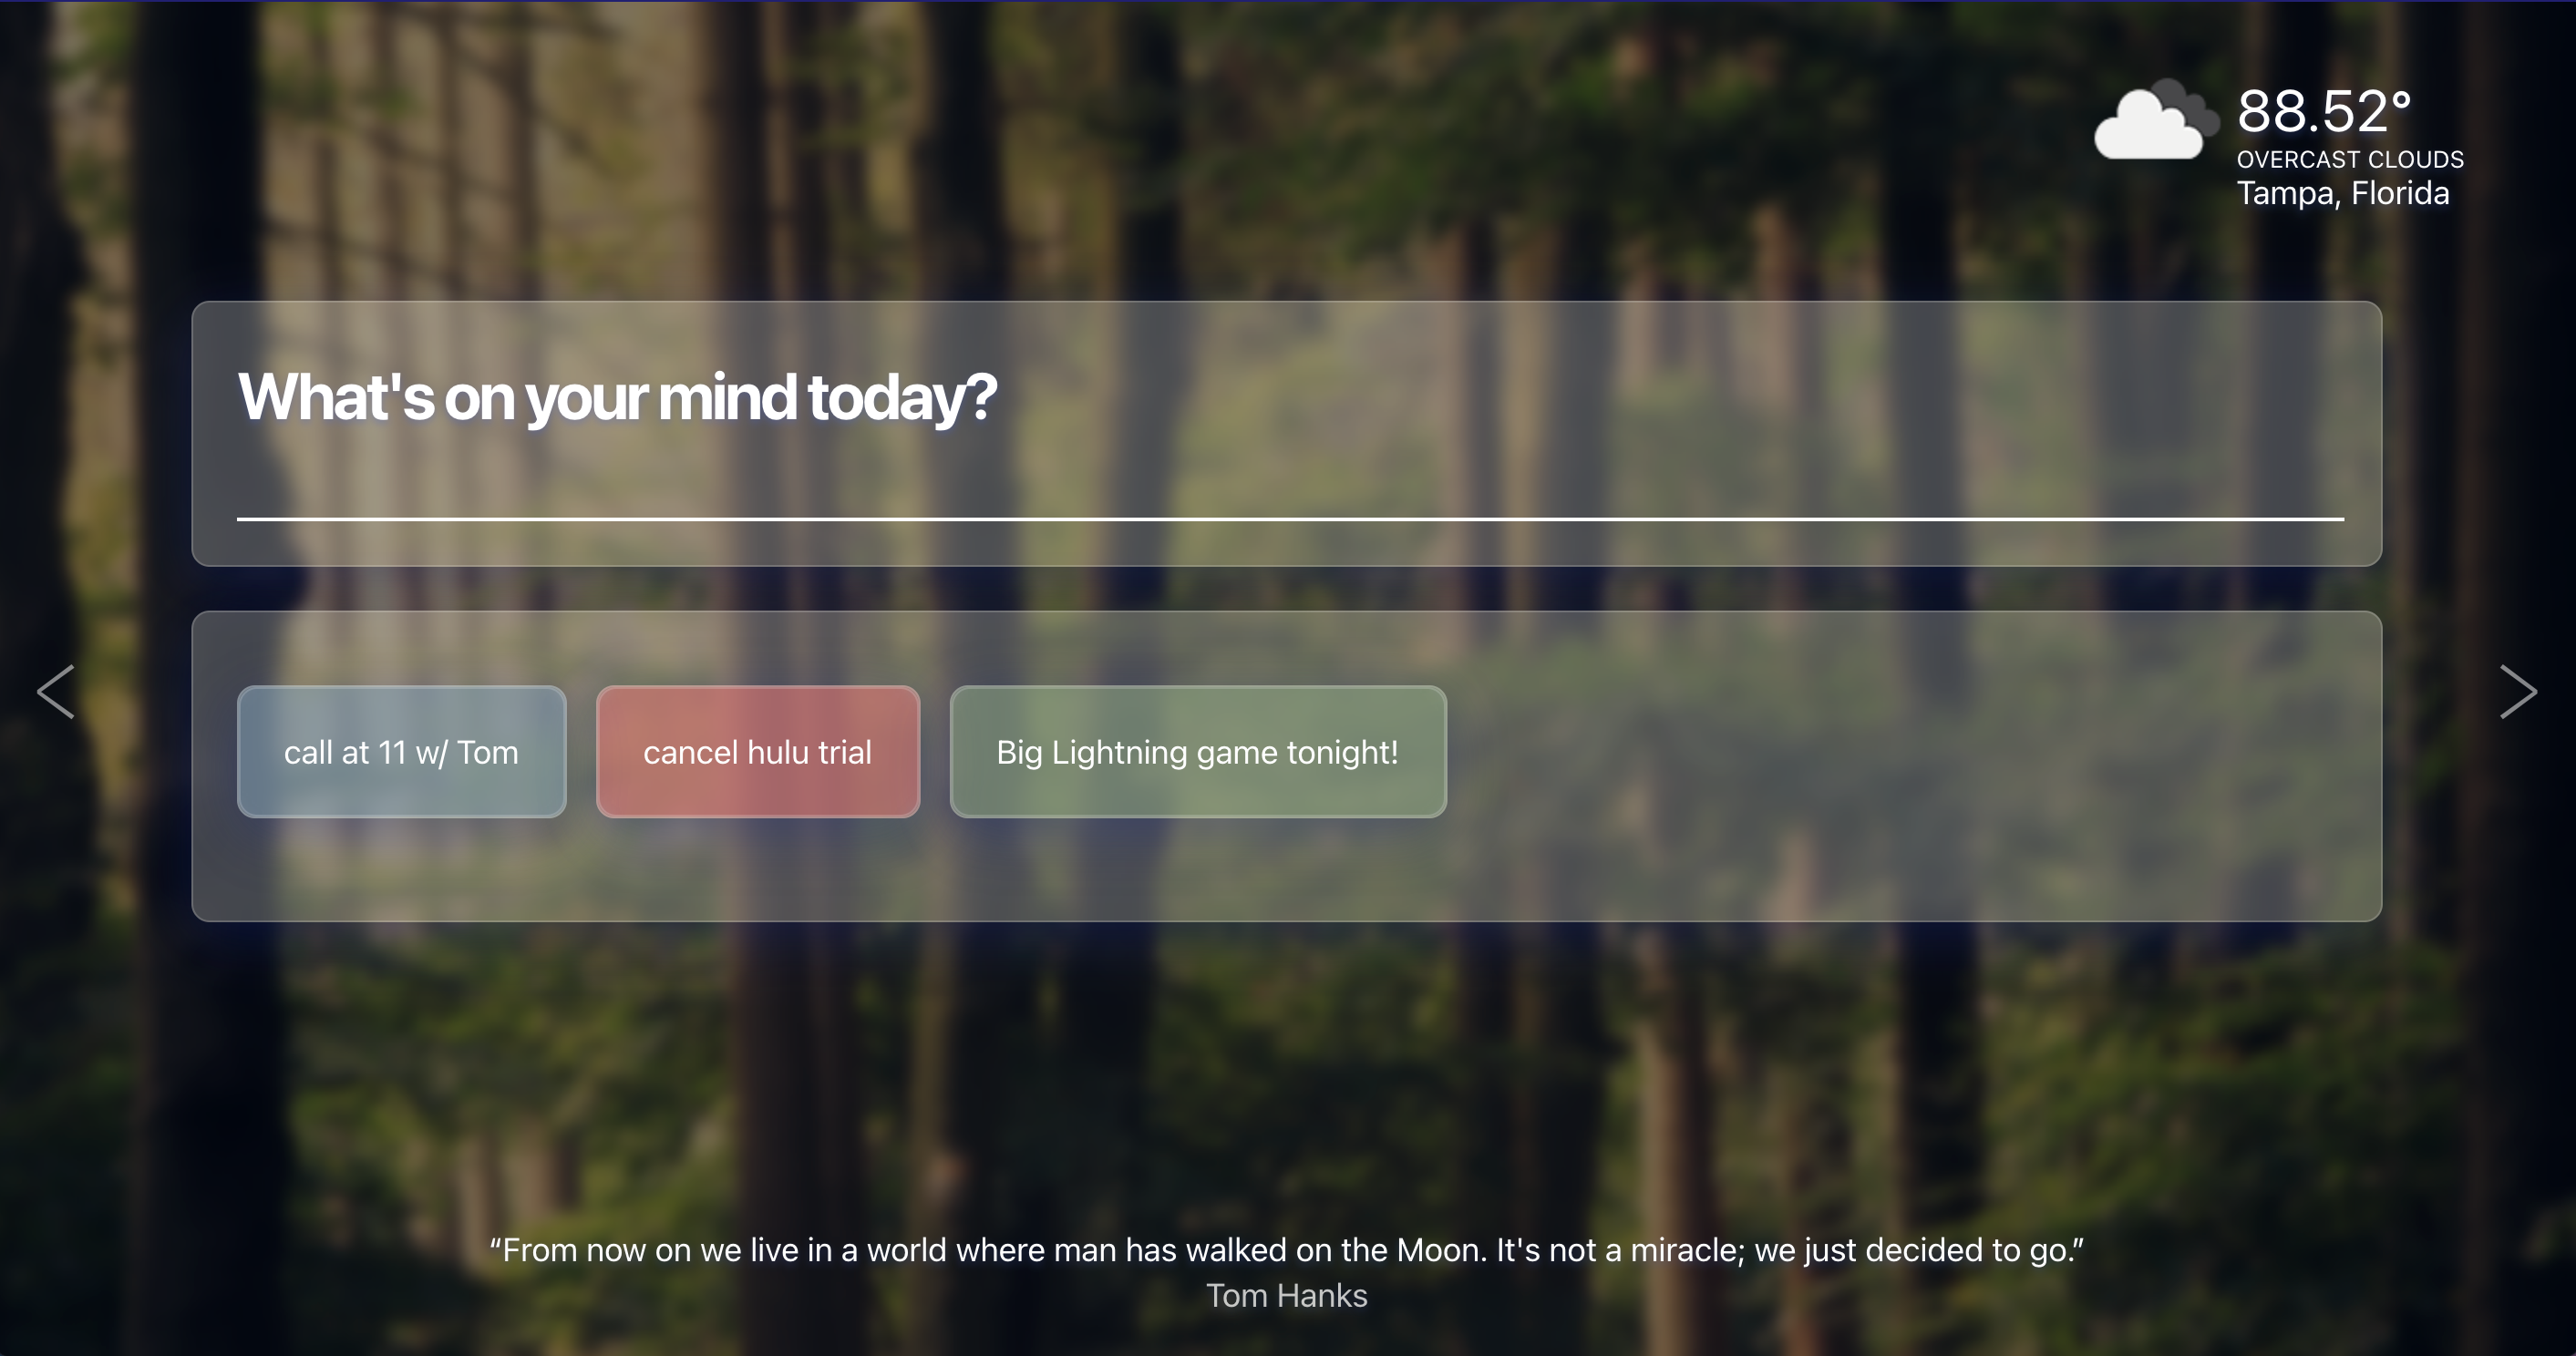 88.52°
OVERCAST CLOUDS
Tampa, Florida
What's on your mind today?
call at 11 w/ Tom
cancel hulu trial
Big Lightning game tonight!
“From now on we live in a world where man has walked on the Moon. It's not a miracle; we just decided to go.”
Tom Hanks